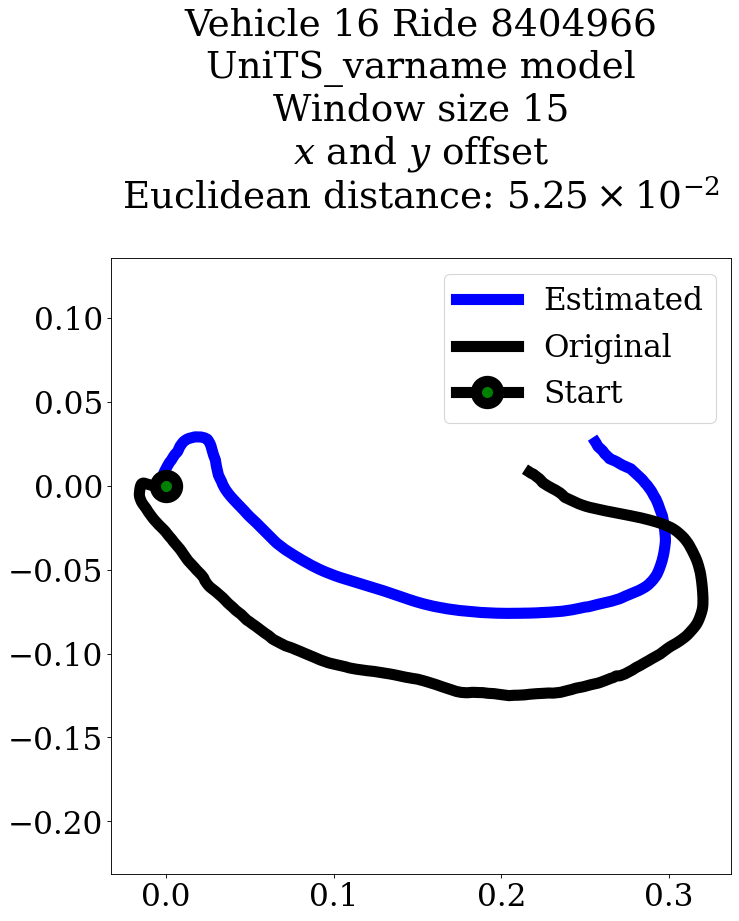 Vehicle 16 Ride 8404966
UniTS_varname model
Window size 15
x and y offset
Euclidean distance: 5.25 × 10⁻²
Estimated
Original
Start
0.10
0.05
0.00
−0.05
−0.10
−0.15
−0.20
0.0 0.1 0.2 0.3